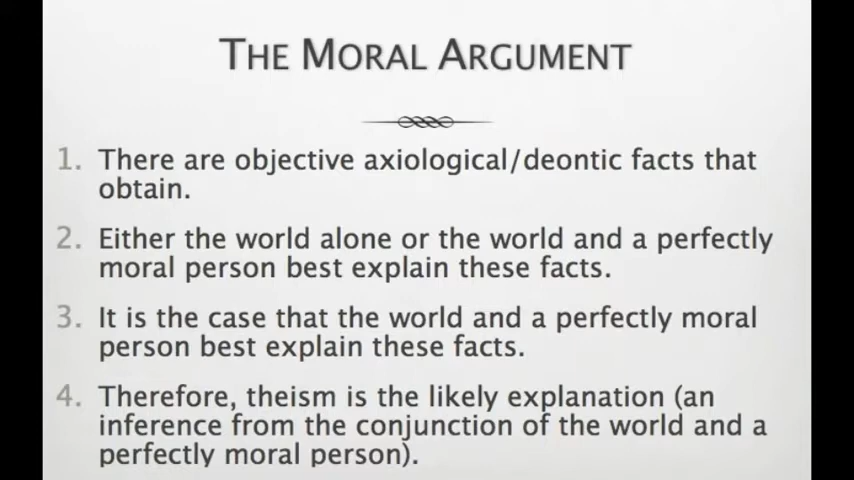 THE MORAL ARGUMENT
1. There are objective axiological/deontic facts that
obtain.
2. Either the world alone or the world and a perfectly
moral person best explain these facts.
3. It is the case that the world and a perfectly moral
person best explain these facts.
4. Therefore, theism is the likely explanation (an
inference from the conjunction of the world and a
perfectly moral person).